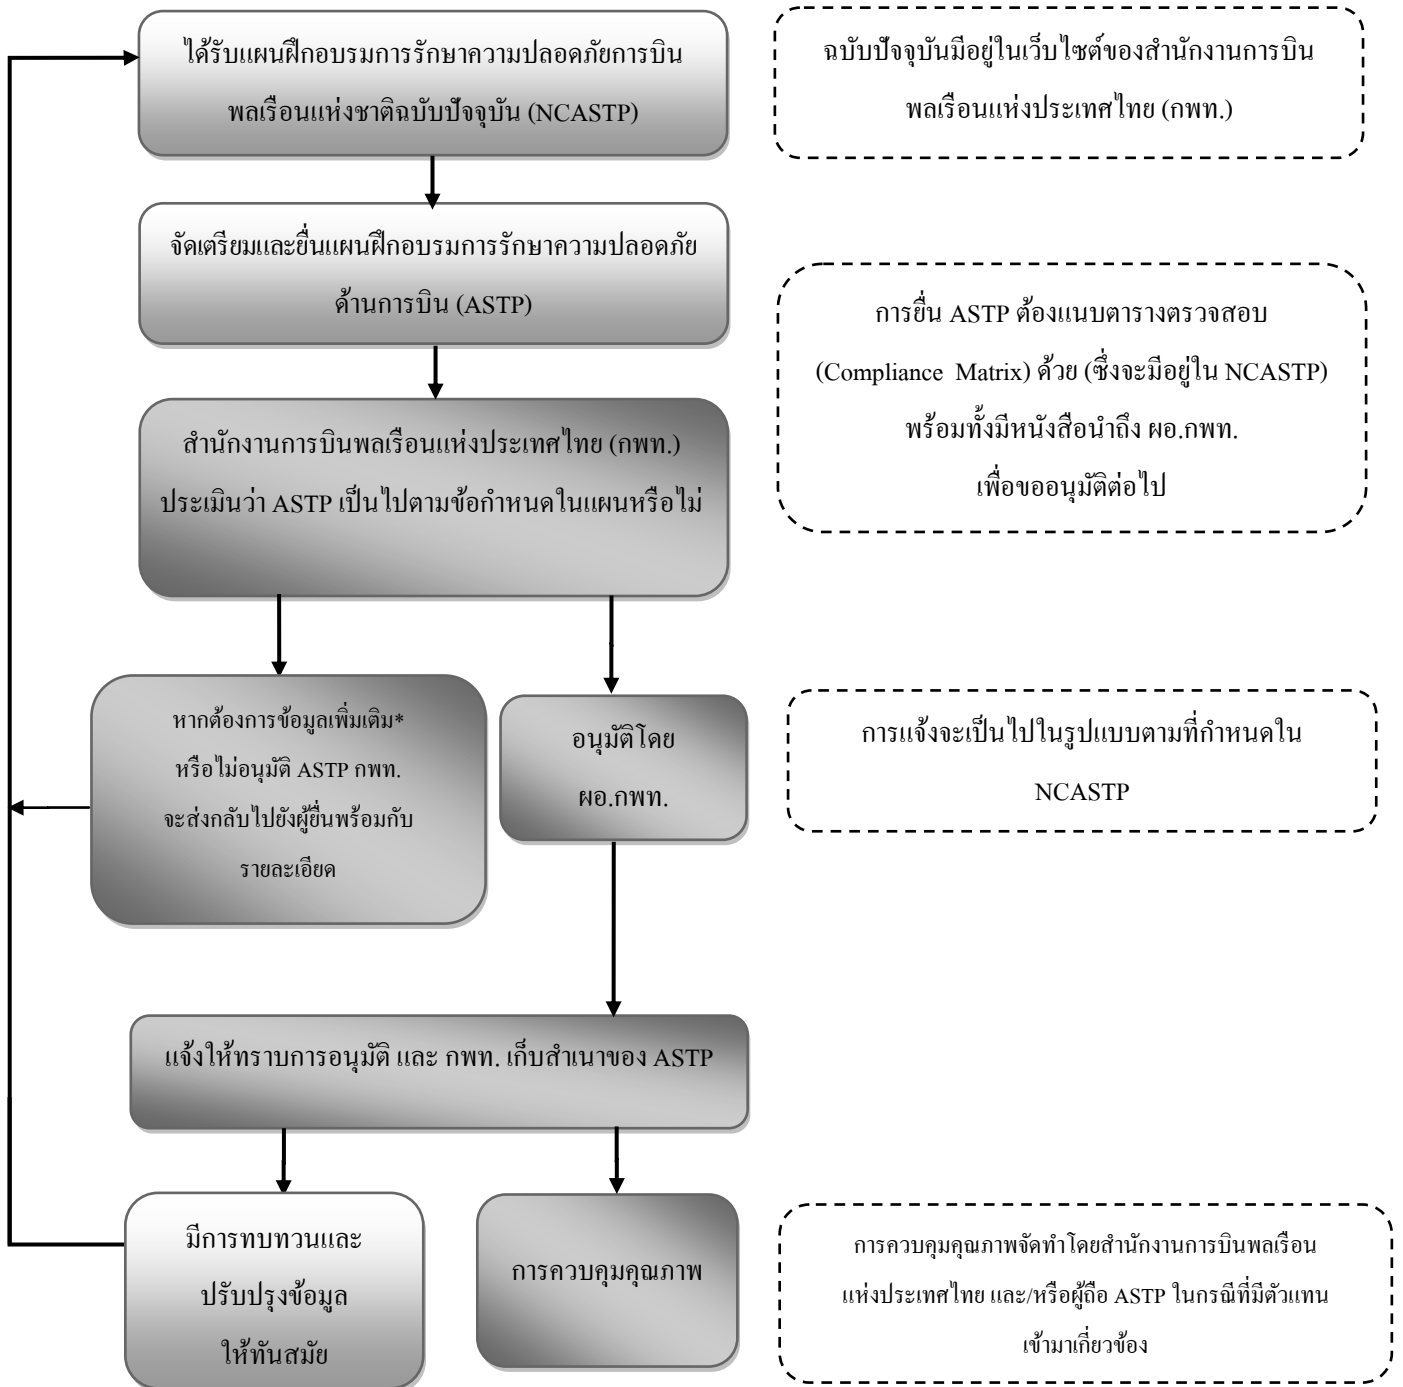 ได้รับแผนฝึกอบรมการรักษาความปลอดภัยการบิน
พลเรือนแห่งชาติฉบับปัจจุบัน (NCASTP)
ฉบับปัจจุบันมีอยู่ในเว็บไซต์ของสำนักงานการบิน
พลเรือนแห่งประเทศไทย (กพท.)
จัดเตรียมและยื่นแผนฝึกอบรมการรักษาความปลอดภัย
ด้านการบิน (ASTP)
การยื่น ASTP ต้องแนบตารางตรวจสอบ
(Compliance Matrix) ด้วย (ซึ่งจะมีอยู่ใน NCASTP)
พร้อมทั้งมีหนังสือนำถึง ผอ.กพท.
เพื่อขออนุมัติต่อไป
สำนักงานการบินพลเรือนแห่งประเทศไทย (กพท.)
ประเมินว่า ASTP เป็นไปตามข้อกำหนดในแผนหรือไม่
หากต้องการข้อมูลเพิ่มเติม*
หรือไม่อนุมัติ ASTP กพท.
จะส่งกลับไปยังผู้ยื่นพร้อมกับ
รายละเอียด
อนุมัติโดย
ผอ.กพท.
การแจ้งจะเป็นไปในรูปแบบตามที่กำหนดใน
NCASTP
แจ้งให้ทราบการอนุมัติ และ กพท. เก็บสำเนาของ ASTP
มีการทบทวนและ
ปรับปรุงข้อมูล
ให้ทันสมัย
การควบคุมคุณภาพ
การควบคุมคุณภาพจัดทำโดยสำนักงานการบินพลเรือน
แห่งประเทศไทย และ/หรือผู้ถือ ASTP ในกรณีที่มีตัวแทน
เข้ามาเกี่ยวข้อง